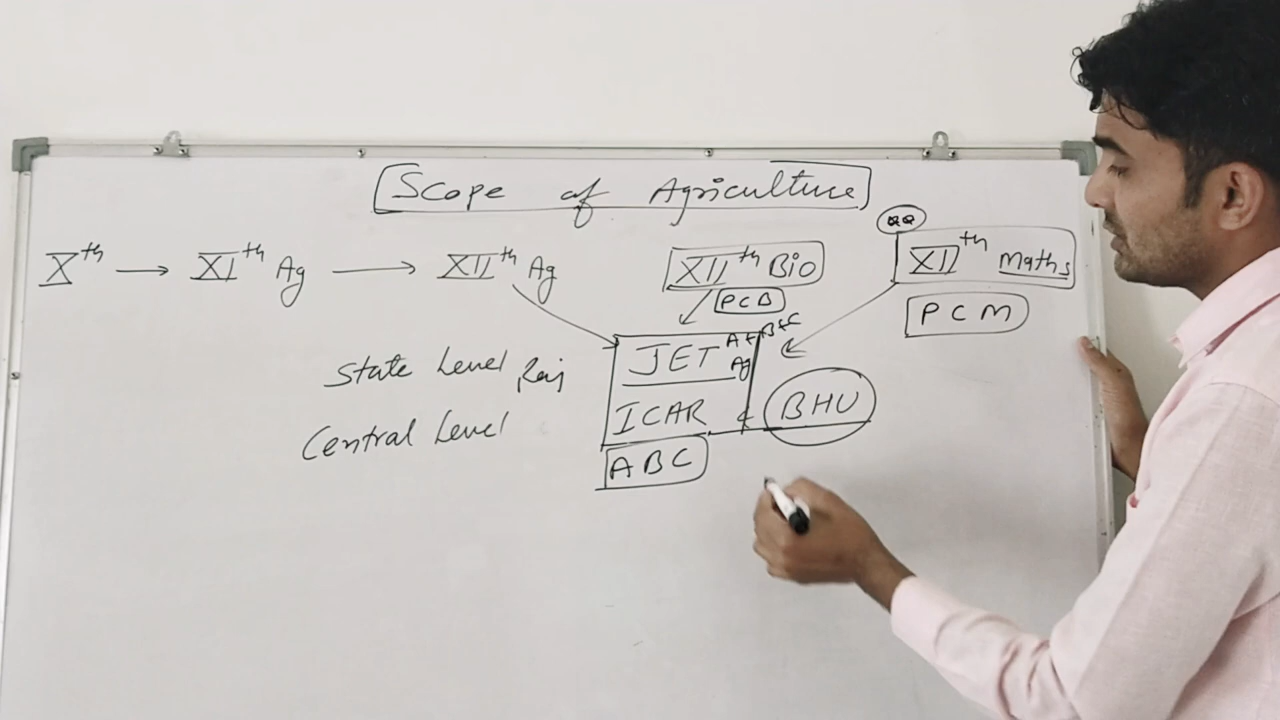 Scope of Agriculture
Xth → XIth Ag → XIIth Ag
XIIth Bio
PCB
XIIth Maths
PCM
State Level Raj
JET Ag
Central Level
ICAR
BHU
ABC